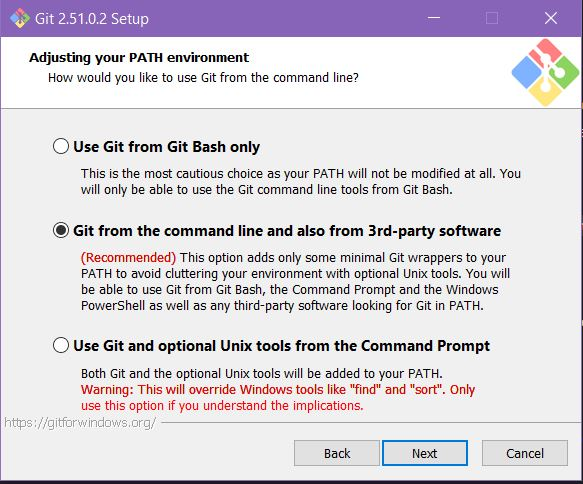 Git 2.51.0.2 Setup
Adjusting your PATH environment
How would you like to use Git from the command line?
Use Git from Git Bash only
This is the most cautious choice as your PATH will not be modified at all. You
will only be able to use the Git command line tools from Git Bash.
Git from the command line and also from 3rd-party software
(Recommended) This option adds only some minimal Git wrappers to your
PATH to avoid cluttering your environment with optional Unix tools. You will
be able to use Git from Git Bash, the Command Prompt and the Windows
PowerShell as well as any third-party software looking for Git in PATH.
Use Git and optional Unix tools from the Command Prompt
Both Git and the optional Unix tools will be added to your PATH.
Warning: This will override Windows tools like "find" and "sort". Only
use this option if you understand the implications.
https://gitforwindows.org/
Back Next Cancel